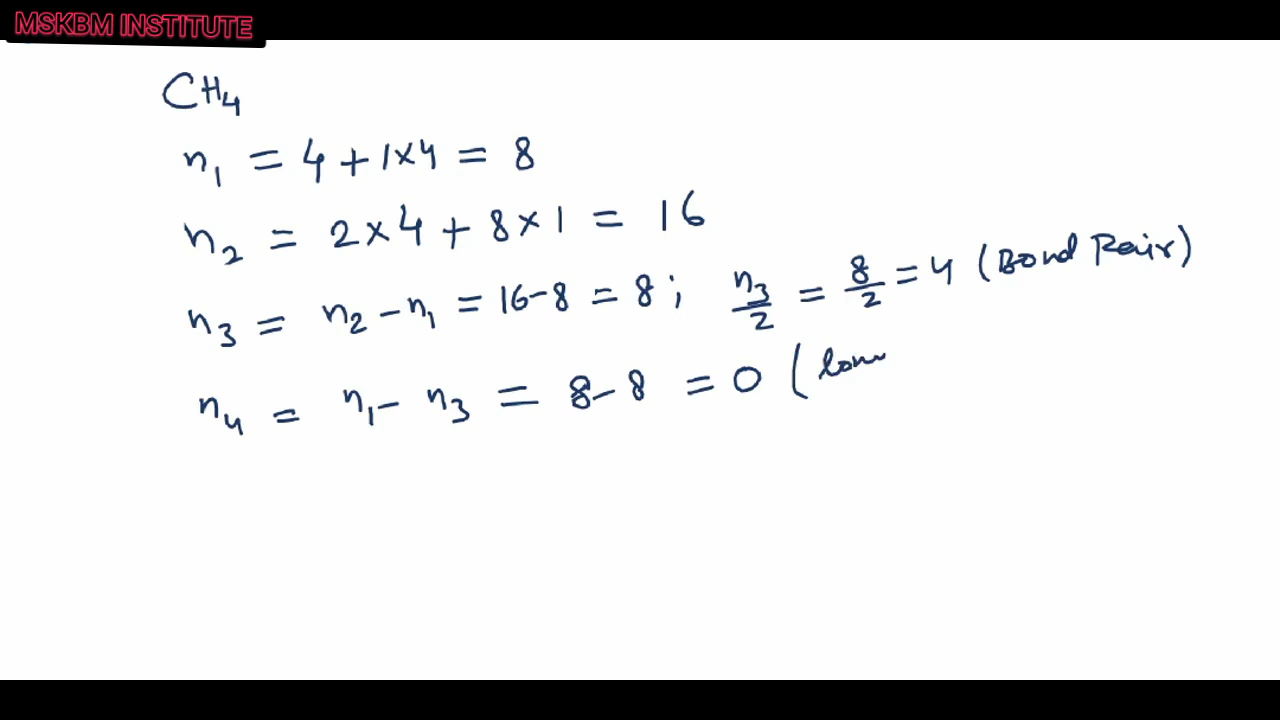 MSKBM INSTITUTE
CH₄
n₁ = 4 + 1×4 = 8
n₂ = 2×4 + 8×1 = 16
n₃ = n₂ - n₁ = 16-8 = 8 ; n₃/2 = 8/2 = 4 (Bond Pair)
n₄ = n₁ - n₃ = 8-8 = 0 (